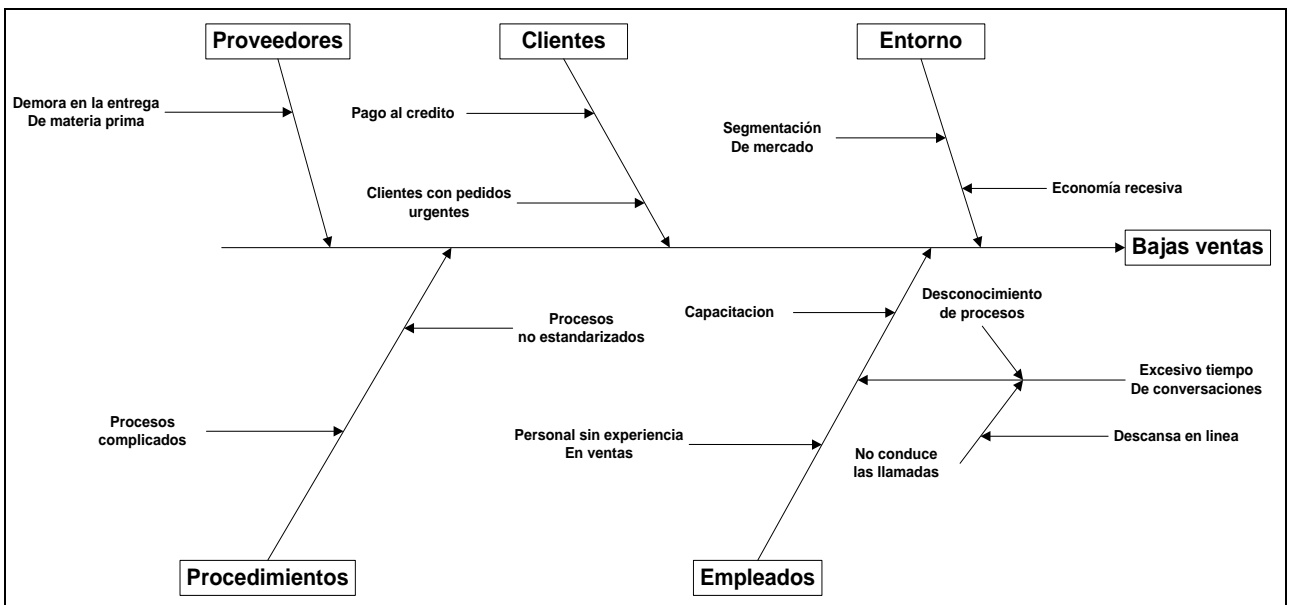 Proveedores
Clientes
Entorno
Demora en la entrega
De materia prima
Pago al credito
Segmentación
De mercado
Clientes con pedidos
urgentes
Economía recesiva
Bajas ventas
Capacitacion
Desconocimiento
de procesos
Procesos
no estandarizados
Excesivo tiempo
De conversaciones
Procesos
complicados
Personal sin experiencia
En ventas
No conduce
las llamadas
Descansa en linea
Procedimientos
Empleados